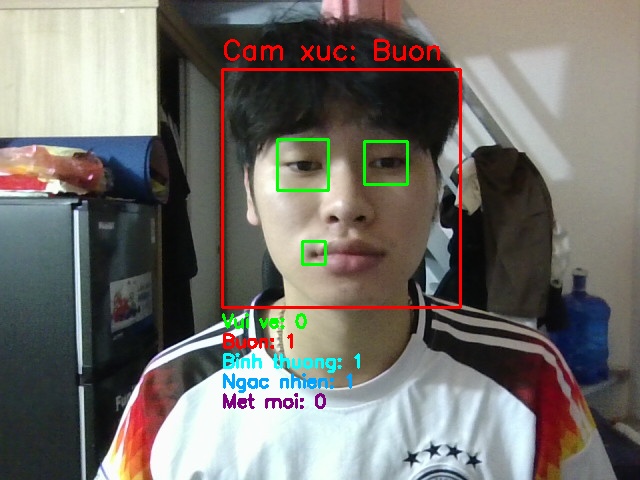 Cam xuc: Buon
Vui ve: 0
Buon: 1
Binh thuong: 1
Ngac nhien: 1
Met moi: 0